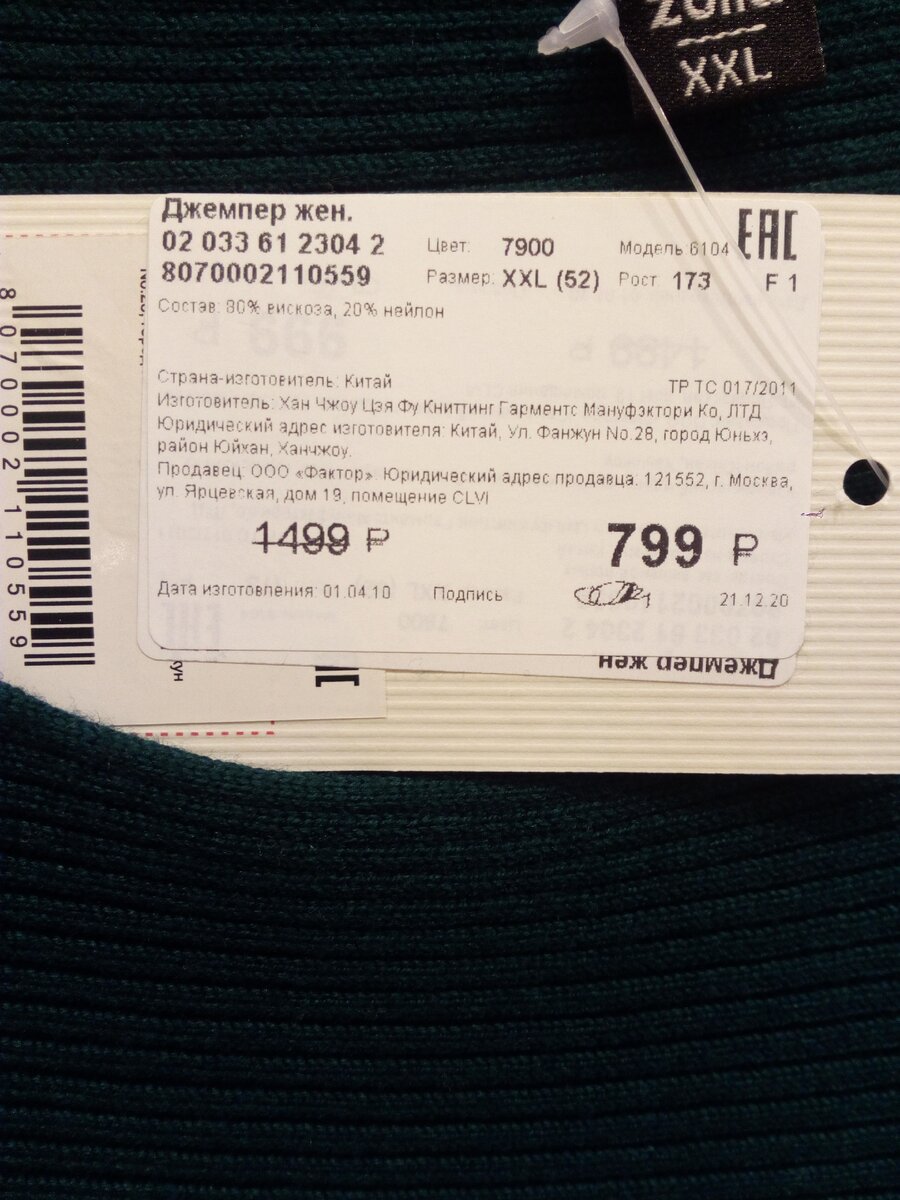 XXL
Джемпер жен.
02 033 61 2304 2 Цвет: 7900 Модель 6104 EAC
8070002110559 Размер: XXL (52) Рост 173 F 1
Состав: 80% вискоза, 20% нейлон
Страна-изготовитель: Китай ТР ТС 017/2011
Изготовитель: Хан Чжоу Цзя Фу Книттинг Гарментс Мануфэктори Ко, ЛТД
Юридический адрес изготовителя: Китай, Ул. Фанжун No.28, город Юньхэ,
район Юйхан, Ханчжоу.
Продавец: ООО «Фактор». Юридический адрес продавца: 121552, г. Москва,
ул. Ярцевская, дом 19, помещение CLVI
1499 ₽ 799 ₽
Дата изготовления: 01.04.10 Подпись 21.12.20
Джемпер жен
8070002110559